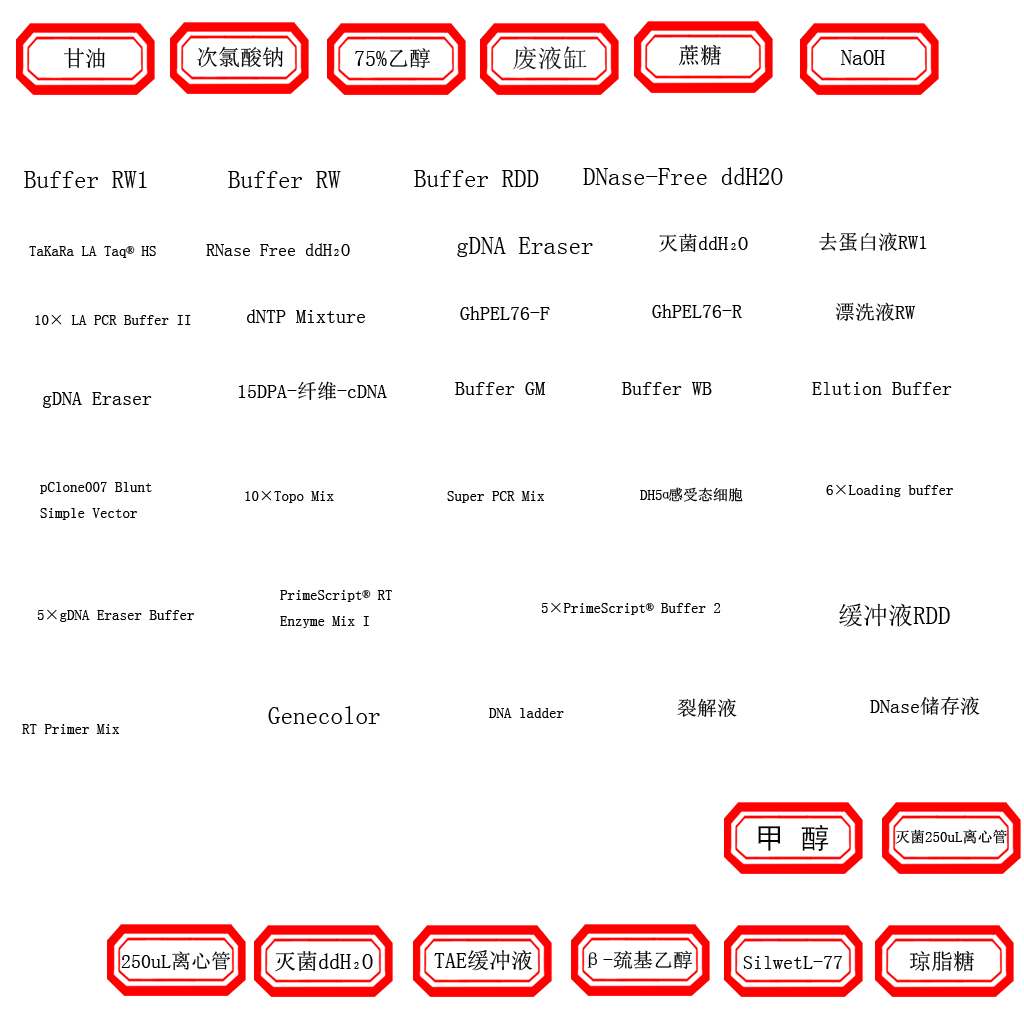 甘油
次氯酸钠
75%乙醇
废液缸
蔗糖
NaOH
Buffer RW1
Buffer RW
Buffer RDD
DNase-Free ddH2O
TaKaRa LA Taq® HS
RNase Free ddH₂O
gDNA Eraser
灭菌ddH₂O
去蛋白液RW1
10× LA PCR Buffer II
dNTP Mixture
GhPEL76-F
GhPEL76-R
漂洗液RW
gDNA Eraser
15DPA-纤维-cDNA
Buffer GM
Buffer WB
Elution Buffer
pClone007 Blunt
Simple Vector
10×Topo Mix
Super PCR Mix
DH5α感受态细胞
6×Loading buffer
5×gDNA Eraser Buffer
PrimeScript® RT
Enzyme Mix I
5×PrimeScript® Buffer 2
缓冲液RDD
RT Primer Mix
Genecolor
DNA ladder
裂解液
DNase储存液
甲 醇
灭菌250uL离心管
250uL离心管
灭菌ddH₂O
TAE缓冲液
β-巯基乙醇
SilwetL-77
琼脂糖